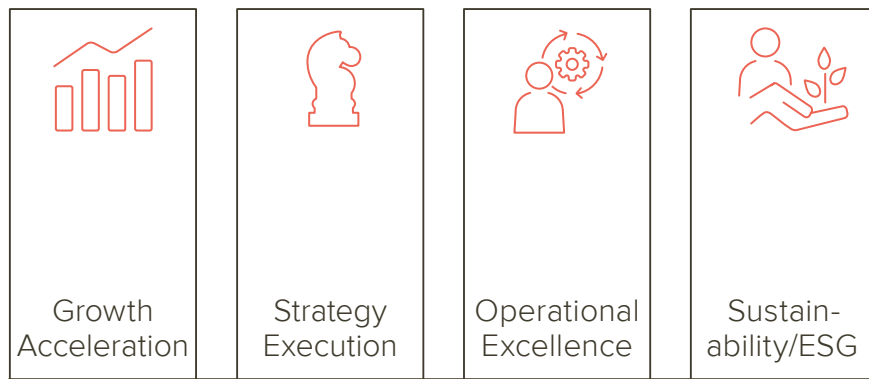 Growth
Acceleration
Strategy
Execution
Operational
Excellence
Sustain-
ability/ESG